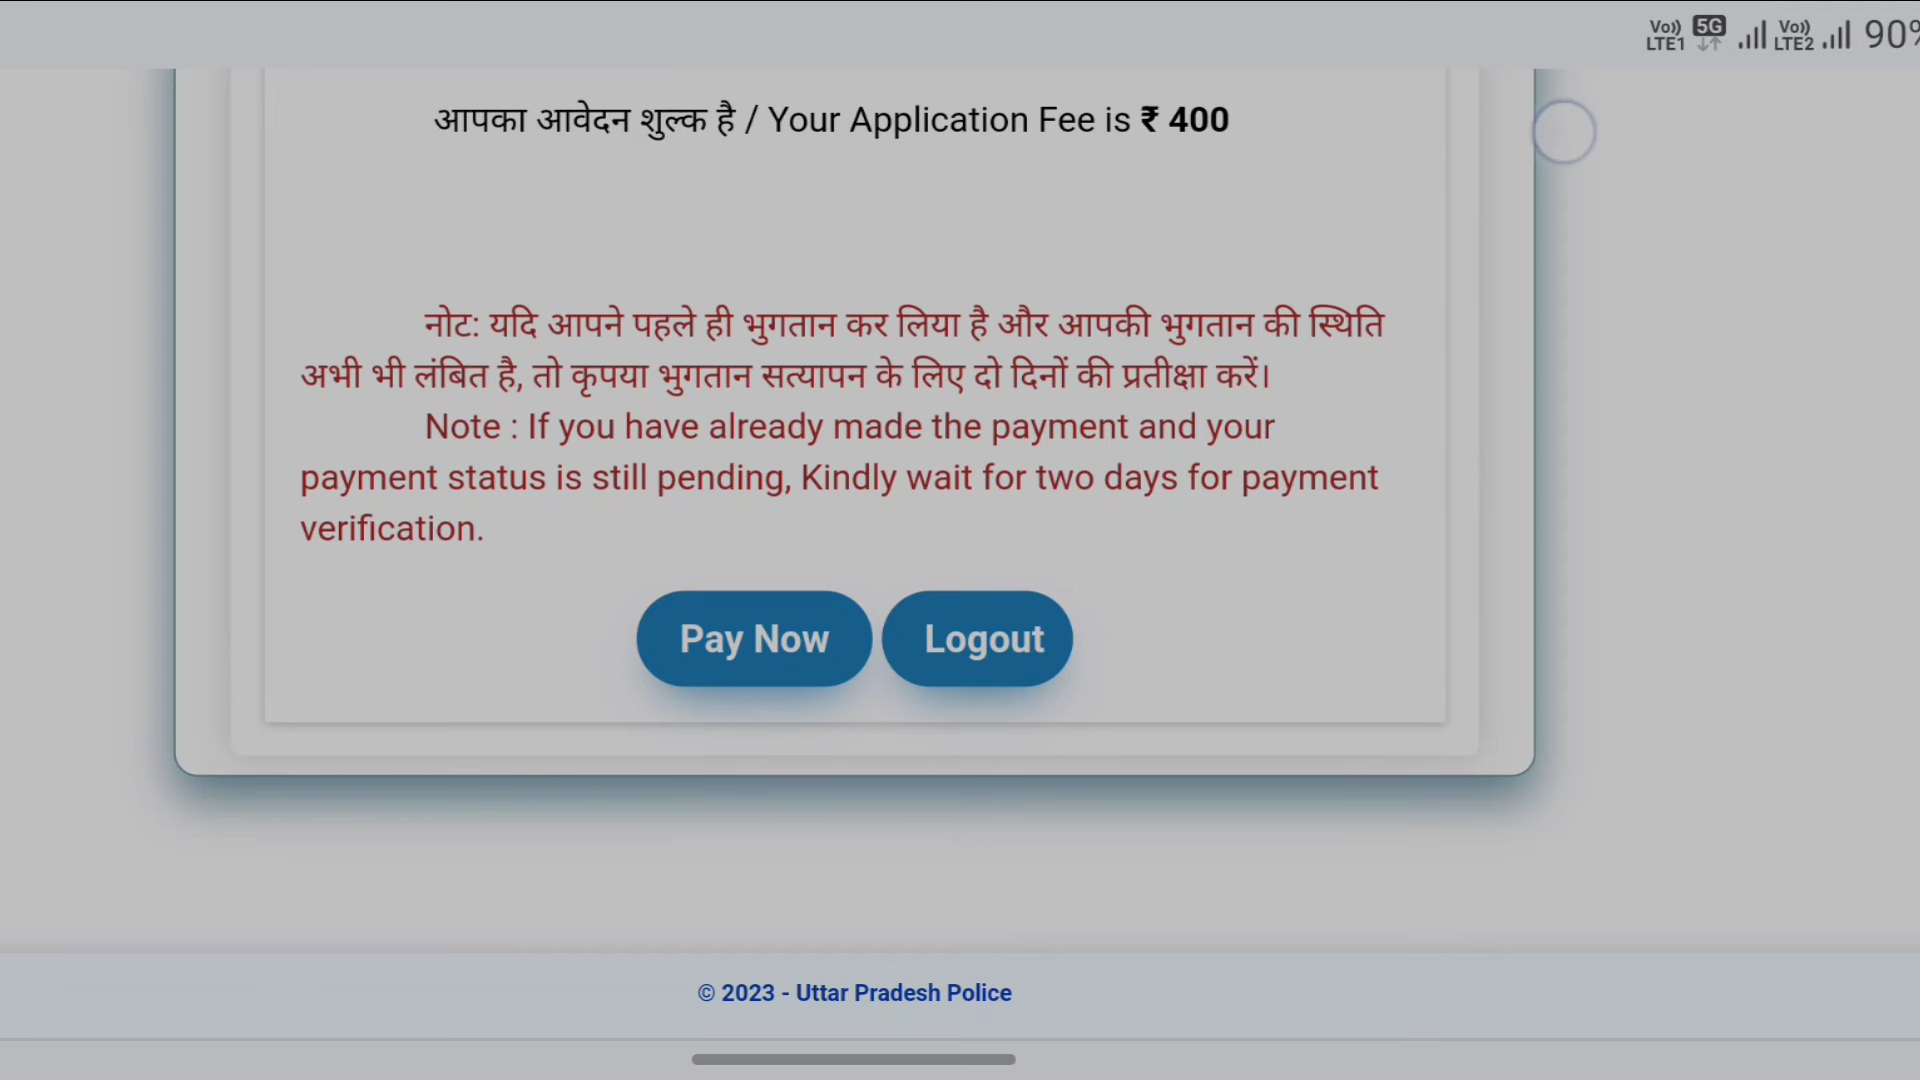 Vo)) 5G Vo)) 90%
LTE1 LTE2
आपका आवेदन शुल्क है / Your Application Fee is ₹ 400
नोट: यदि आपने पहले ही भुगतान कर लिया है और आपकी भुगतान की स्थिति
अभी भी लंबित है, तो कृपया भुगतान सत्यापन के लिए दो दिनों की प्रतीक्षा करें।
Note : If you have already made the payment and your
payment status is still pending, Kindly wait for two days for payment
verification.
Pay Now Logout
© 2023 - Uttar Pradesh Police